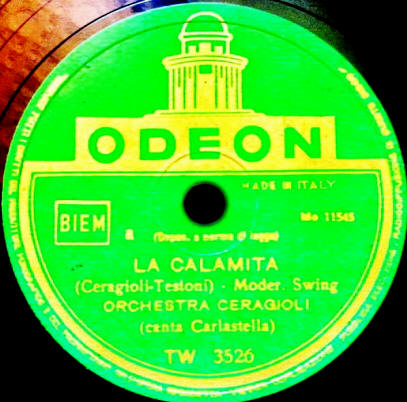 ODEON
MADE IN ITALY
BIEM
Mo 11545
a (Depos. a norma di legge)
LA CALAMITA
(Ceragioli-Testoni) - Moder. Swing
ORCHESTRA CERAGIOLI
(canta Carlastella)
TW 3526